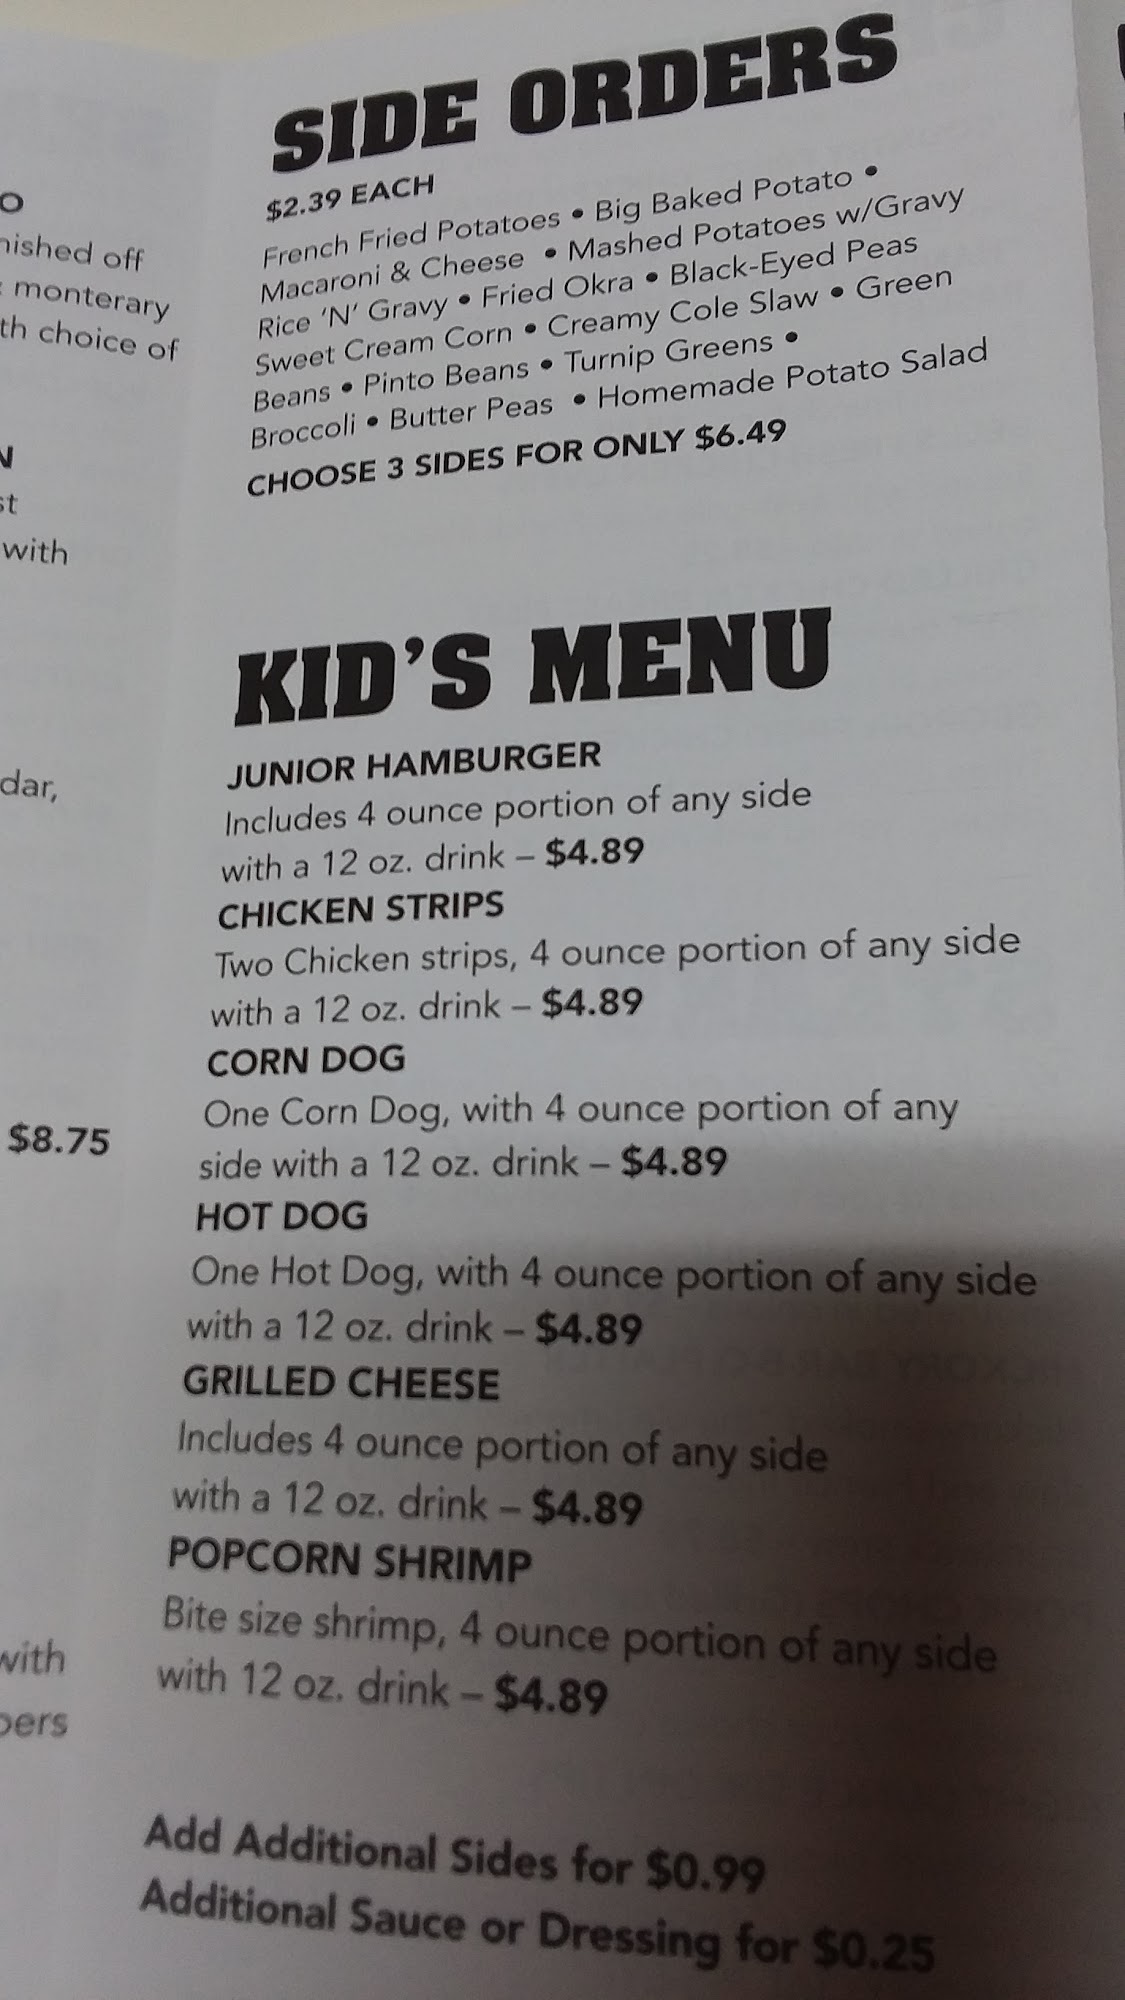 O
nished off
monterary
th choice of
st
with
dar,
$8.75
with
pers
SIDE ORDERS
$2.39 EACH
French Fried Potatoes • Big Baked Potato •
Macaroni & Cheese • Mashed Potatoes w/Gravy
Rice 'N' Gravy • Fried Okra • Black-Eyed Peas
Sweet Cream Corn • Creamy Cole Slaw • Green
Beans • Pinto Beans • Turnip Greens •
Broccoli • Butter Peas • Homemade Potato Salad
CHOOSE 3 SIDES FOR ONLY $6.49
KID'S MENU
JUNIOR HAMBURGER
Includes 4 ounce portion of any side
with a 12 oz. drink – $4.89
CHICKEN STRIPS
Two Chicken strips, 4 ounce portion of any side
with a 12 oz. drink – $4.89
CORN DOG
One Corn Dog, with 4 ounce portion of any
side with a 12 oz. drink – $4.89
HOT DOG
One Hot Dog, with 4 ounce portion of any side
with a 12 oz. drink – $4.89
GRILLED CHEESE
Includes 4 ounce portion of any side
with a 12 oz. drink – $4.89
POPCORN SHRIMP
Bite size shrimp, 4 ounce portion of any side
with 12 oz. drink – $4.89
Add Additional Sides for $0.99
Additional Sauce or Dressing for $0.25